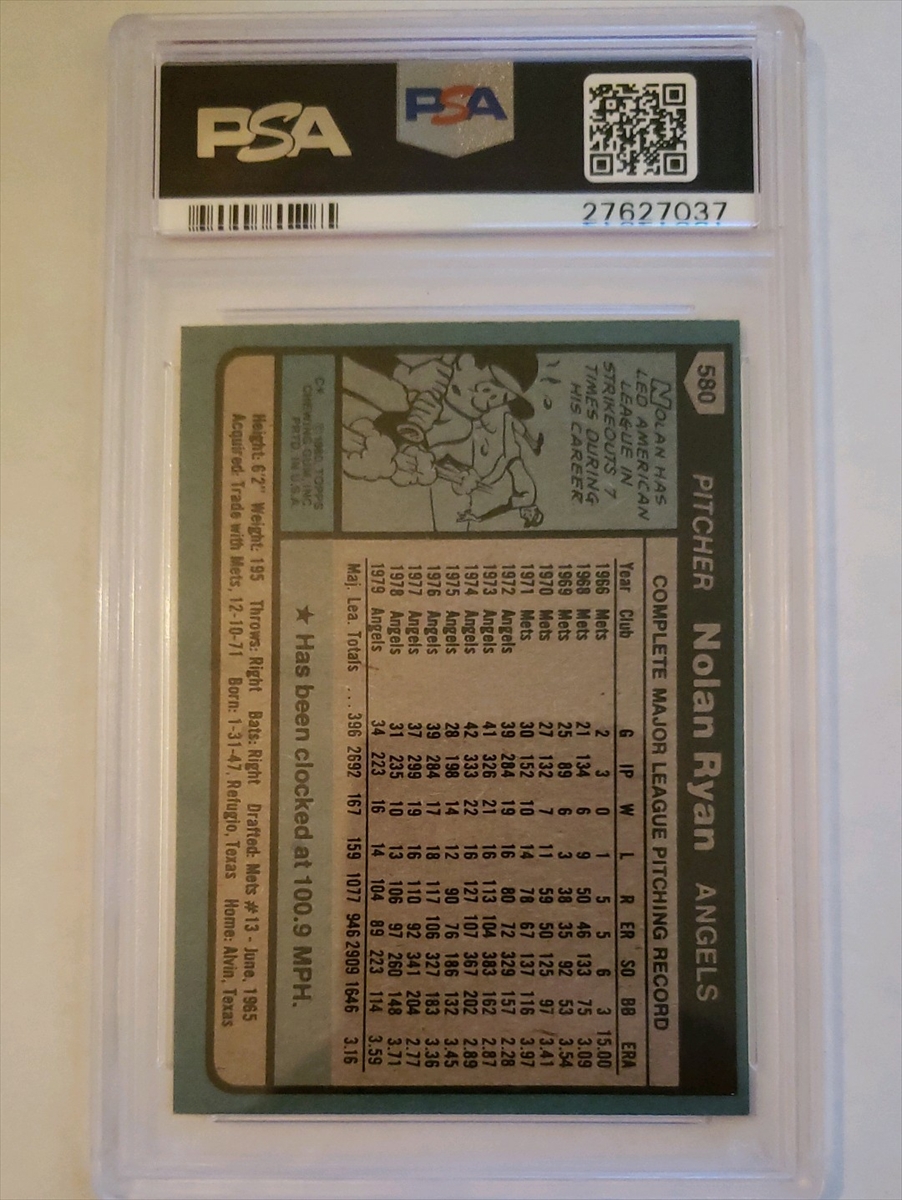 PSA
PSA
27627037
580
PITCHER Nolan Ryan ANGELS
NOLAN HAS
LED AMERICAN
LEAGUE IN
STRIKEOUTS 7
TIMES DURING
HIS CAREER
© 1980 TOPPS
CHEWING GUM, INC.
PRTD. IN U.S.A.
COMPLETE MAJOR LEAGUE PITCHING RECORD
Year Club G IP W L R ER SO BB ERA
1966 Mets 2 3 0 1 5 5 6 3 15.00
1968 Mets 21 134 6 9 50 46 133 75 3.09
1969 Mets 25 89 6 3 38 35 92 53 3.54
1970 Mets 27 132 7 11 59 50 125 97 3.41
1971 Mets 30 152 10 14 78 67 137 116 3.97
1972 Angels 39 284 19 16 80 72 329 157 2.28
1973 Angels 41 326 21 16 113 104 383 162 2.87
1974 Angels 42 333 22 16 127 107 367 202 2.89
1975 Angels 28 198 14 12 90 76 186 132 3.45
1976 Angels 39 284 17 18 117 106 327 183 3.36
1977 Angels 37 299 19 16 110 92 341 204 2.77
1978 Angels 31 235 10 13 106 97 260 148 3.71
1979 Angels 34 223 16 14 104 89 223 114 3.59
Maj. Lea. Totals ... 396 2692 167 159 1077 946 2909 1646 3.16
★ Has been clocked at 100.9 MPH.
Height: 6'2" Weight: 195 Throws: Right Bats: Right Drafted: Mets #13 - June, 1965
Acquired: Trade with Mets, 12-10-71 Born: 1-31-47, Refugio, Texas Home: Alvin, Texas